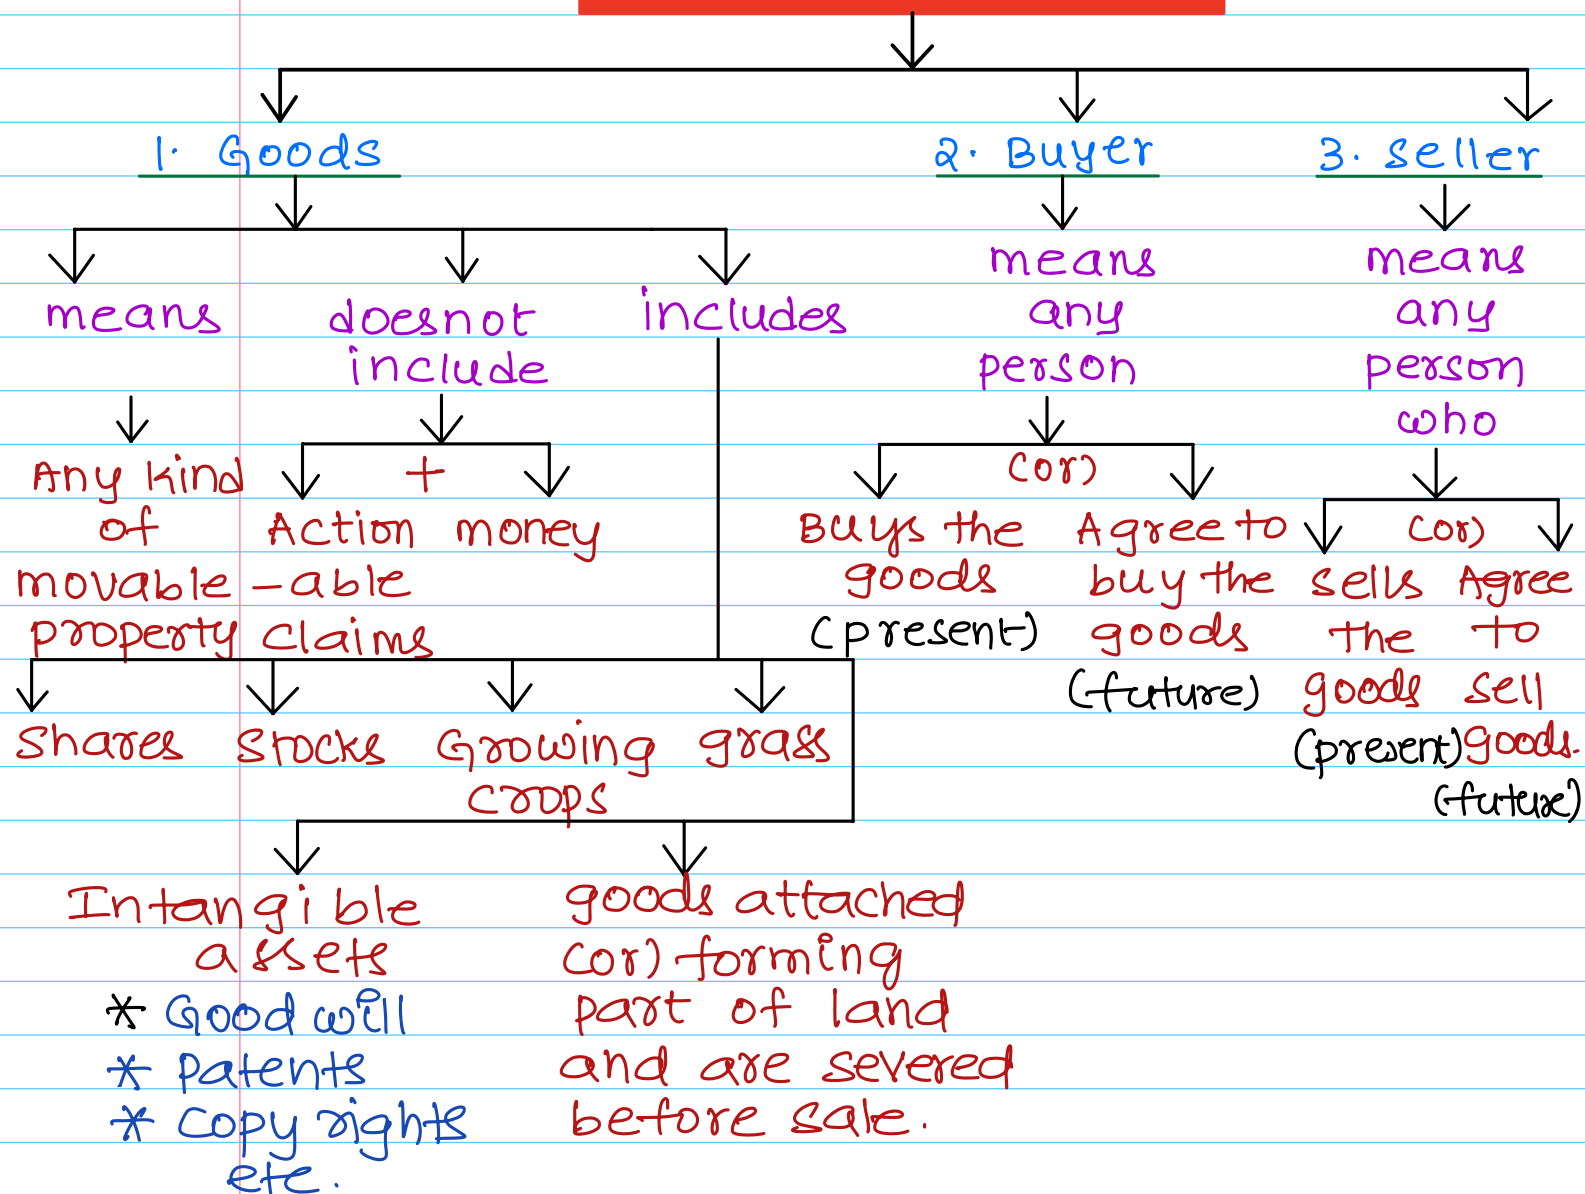 1. Goods 2. Buyer 3. Seller
means any person
means any person who
means doesnot include includes
Any kind of movable property
+
Action -able claims
money
(or)
Buys the goods (present)
Agree to buy the goods (future)
(or)
sells the goods (present)
Agree to sell goods. (future)
Shares Stocks Growing crops grass
Intangible assets
* Good will
* Patents
* Copy rights etc.
goods attached
(or) forming
part of land
and are severed
before sale.